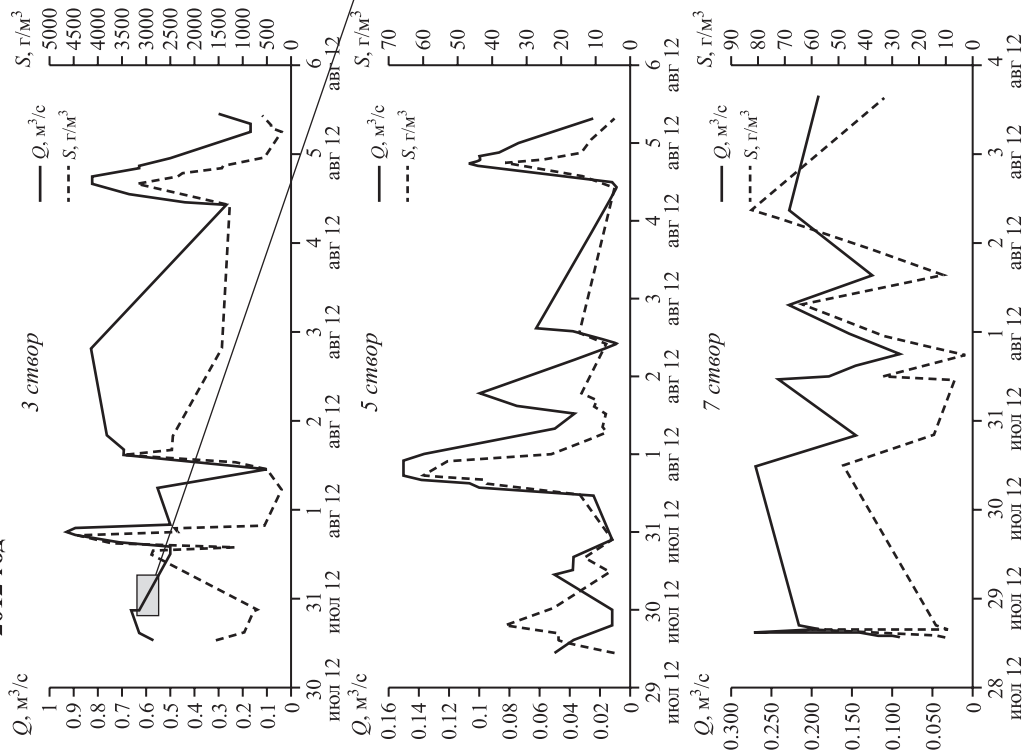 2012 год
Q, м³/с
3 створ
S, г/м³
1
0.9
0.8
0.7
0.6
0.5
0.4
0.3
0.2
0.1
0
5000
4500
4000
3500
3000
2500
2000
1500
1000
500
0
Q, м³/с
S, г/м³
30 31 1 2 3 4 5 6
июл 12 июл 12 авг 12 авг 12 авг 12 авг 12 авг 12 авг 12
Q, м³/с
5 створ
S, г/м³
0.16
0.14
0.12
0.1
0.08
0.06
0.04
0.02
0
70
60
50
40
30
20
10
0
Q, м³/с
S, г/м³
29 30 31 1 2 3 4 5 6
июл 12 июл 12 июл 12 авг 12 авг 12 авг 12 авг 12 авг 12 авг 12
Q, м³/с
7 створ
S, г/м³
0.300
0.250
0.200
0.150
0.100
0.050
0
90
80
70
60
50
40
30
20
10
0
Q, м³/с
S, г/м³
28 29 30 31 1 2 3 4
июл 12 июл 12 июл 12 июл 12 авг 12 авг 12 авг 12 авг 12